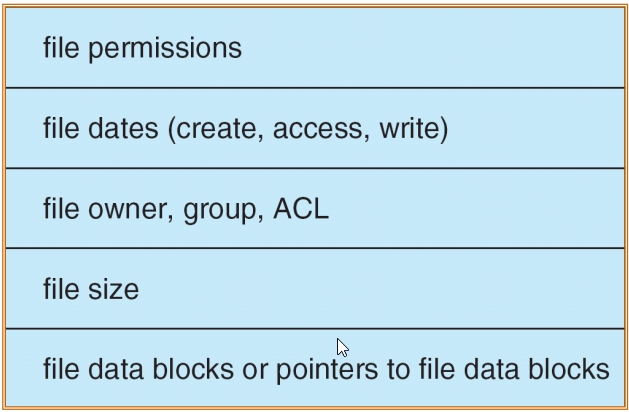 file permissions
file dates (create, access, write)
file owner, group, ACL
file size
file data blocks or pointers to file data blocks